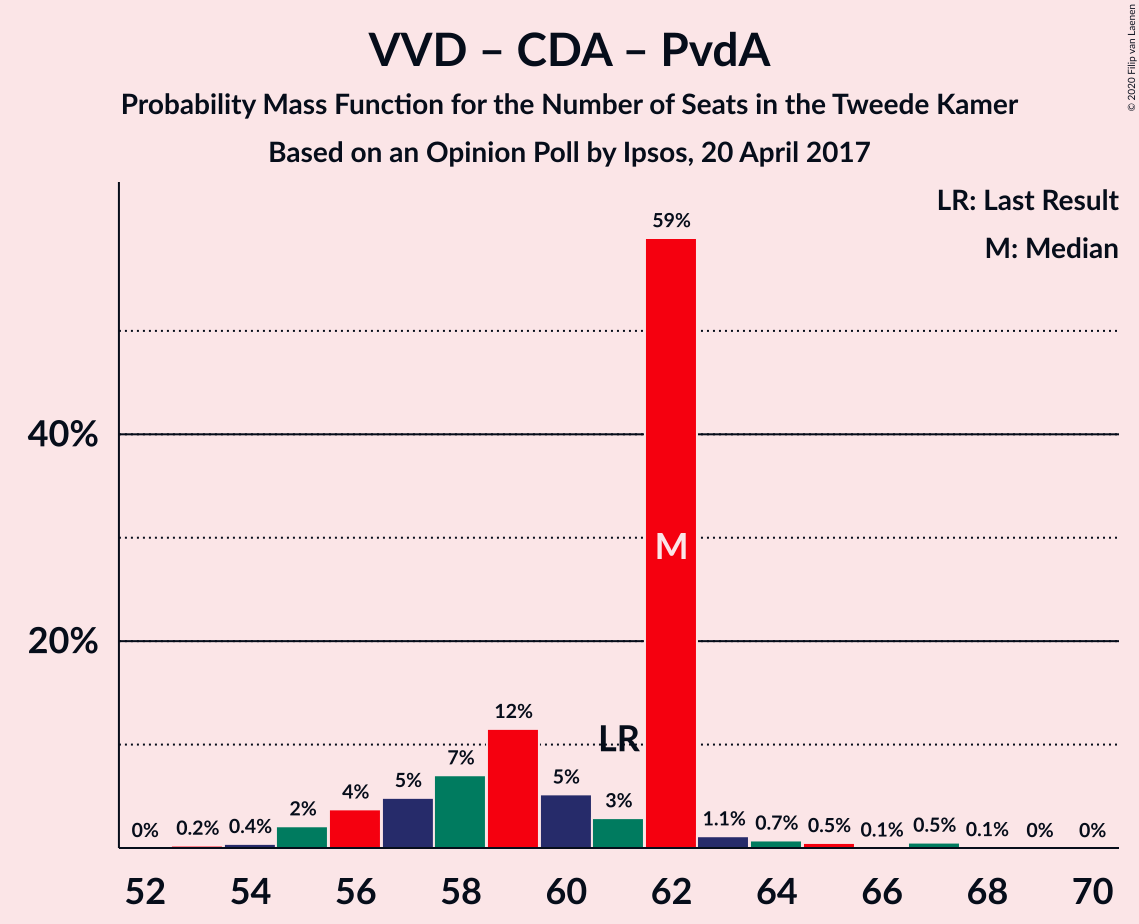 VVD – CDA – PvdA
Probability Mass Function for the Number of Seats in the Tweede Kamer
Based on an Opinion Poll by Ipsos, 20 April 2017
© 2020 Filip van Laenen
LR: Last Result
M: Median
40%
20%
0% 0.2% 0.4% 2% 4% 5% 7% 12% 5% 3% 59% 1.1% 0.7% 0.5% 0.1% 0.5% 0.1% 0% 0%
LR
M
52 54 56 58 60 62 64 66 68 70